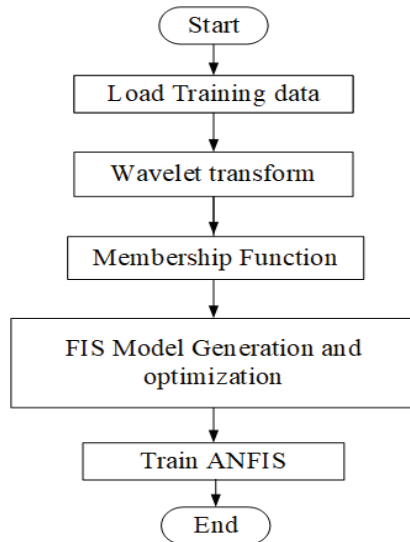 Start
Load Training data
Wavelet transform
Membership Function
FIS Model Generation and
optimization
Train ANFIS
End